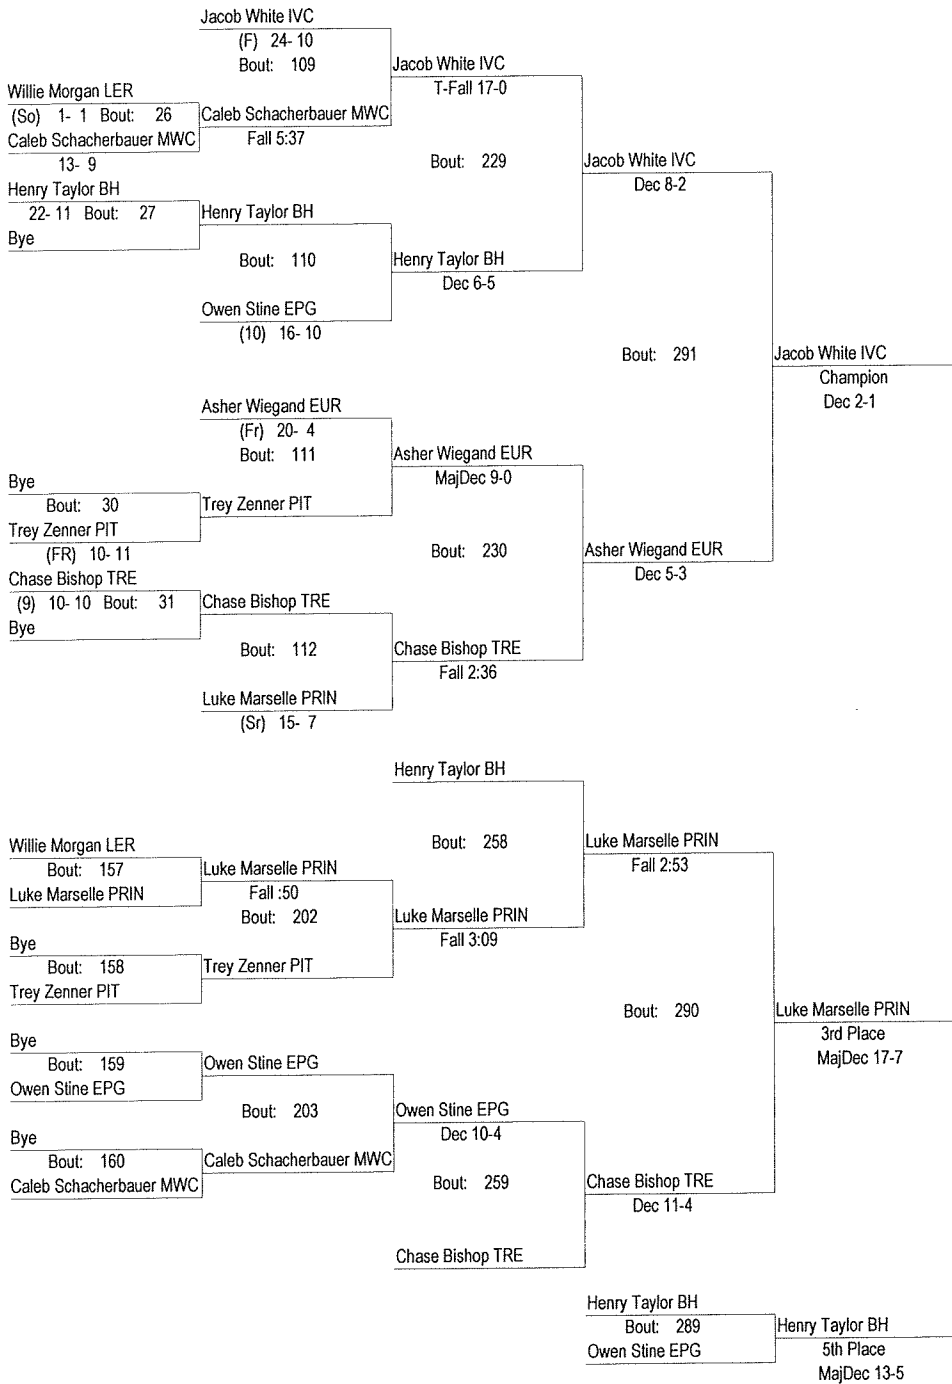 Jacob White IVC
(F) 24- 10
Bout: 109
Jacob White IVC
T-Fall 17-0
Willie Morgan LER
(So) 1- 1 Bout: 26
Caleb Schacherbauer MWC
Caleb Schacherbauer MWC
Fall 5:37
13- 9
Bout: 229
Jacob White IVC
Dec 8-2
Henry Taylor BH
22- 11 Bout: 27
Henry Taylor BH
Bye
Bout: 110
Henry Taylor BH
Dec 6-5
Owen Stine EPG
(10) 16- 10
Bout: 291
Jacob White IVC
Champion
Dec 2-1
Asher Wiegand EUR
(Fr) 20- 4
Bout: 111
Asher Wiegand EUR
MajDec 9-0
Bye
Bout: 30
Trey Zenner PIT
Trey Zenner PIT
(FR) 10- 11
Bout: 230
Asher Wiegand EUR
Dec 5-3
Chase Bishop TRE
(9) 10- 10 Bout: 31
Chase Bishop TRE
Bye
Bout: 112
Chase Bishop TRE
Fall 2:36
Luke Marselle PRIN
(Sr) 15- 7
Henry Taylor BH
Bout: 258
Luke Marselle PRIN
Fall 2:53
Willie Morgan LER
Bout: 157
Luke Marselle PRIN
Luke Marselle PRIN
Fall :50
Bout: 202
Luke Marselle PRIN
Fall 3:09
Bye
Bout: 158
Trey Zenner PIT
Trey Zenner PIT
Bout: 290
Luke Marselle PRIN
3rd Place
MajDec 17-7
Bye
Bout: 159
Owen Stine EPG
Owen Stine EPG
Bout: 203
Owen Stine EPG
Dec 10-4
Bye
Bout: 160
Caleb Schacherbauer MWC
Caleb Schacherbauer MWC
Bout: 259
Chase Bishop TRE
Dec 11-4
Chase Bishop TRE
Henry Taylor BH
Bout: 289
Owen Stine EPG
Henry Taylor BH
5th Place
MajDec 13-5